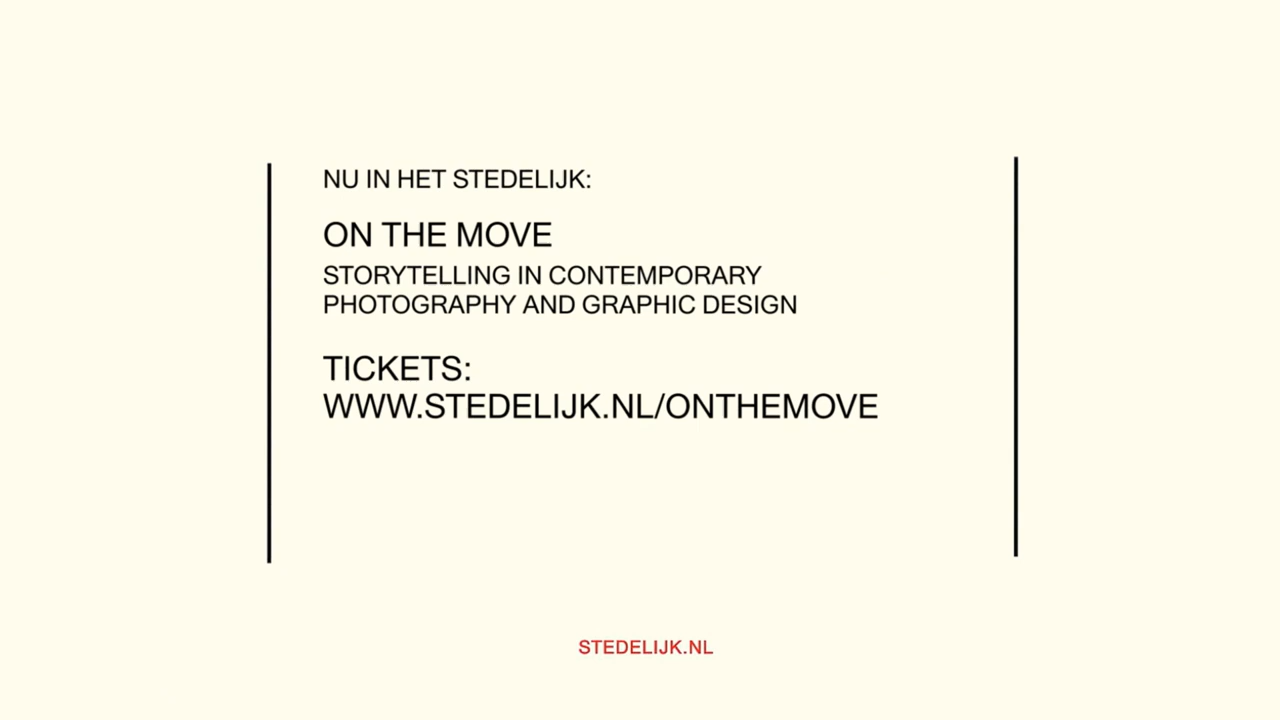 NU IN HET STEDELIJK:
ON THE MOVE
STORYTELLING IN CONTEMPORARY
PHOTOGRAPHY AND GRAPHIC DESIGN
TICKETS:
WWW.STEDELIJK.NL/ONTHEMOVE
STEDELIJK.NL